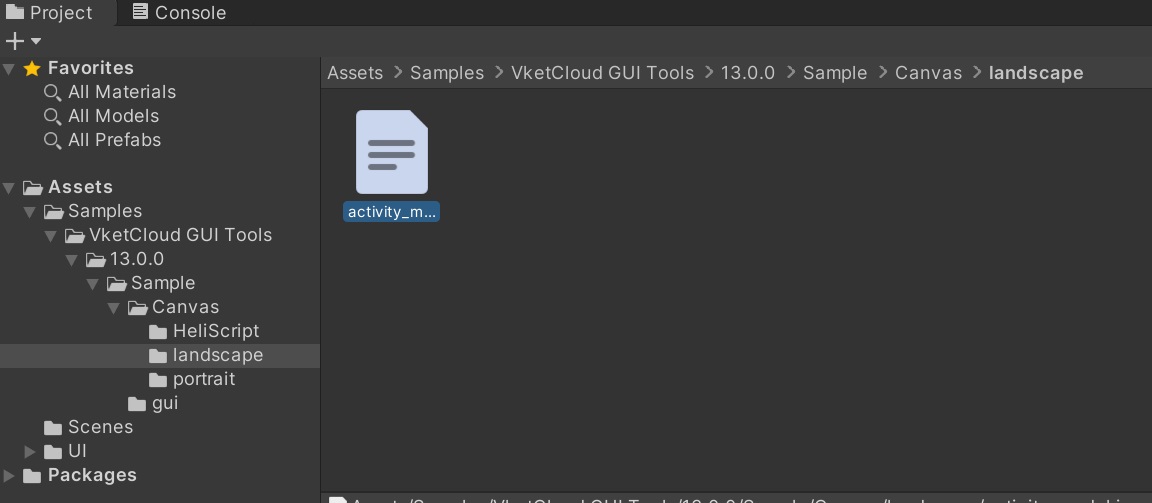 Project
Console
Favorites
All Materials
All Models
All Prefabs
Assets
Samples
VketCloud GUI Tools
13.0.0
Sample
Canvas
HeliScript
landscape
portrait
gui
Scenes
UI
Packages
Assets > Samples > VketCloud GUI Tools > 13.0.0 > Sample > Canvas > landscape
activity_m...